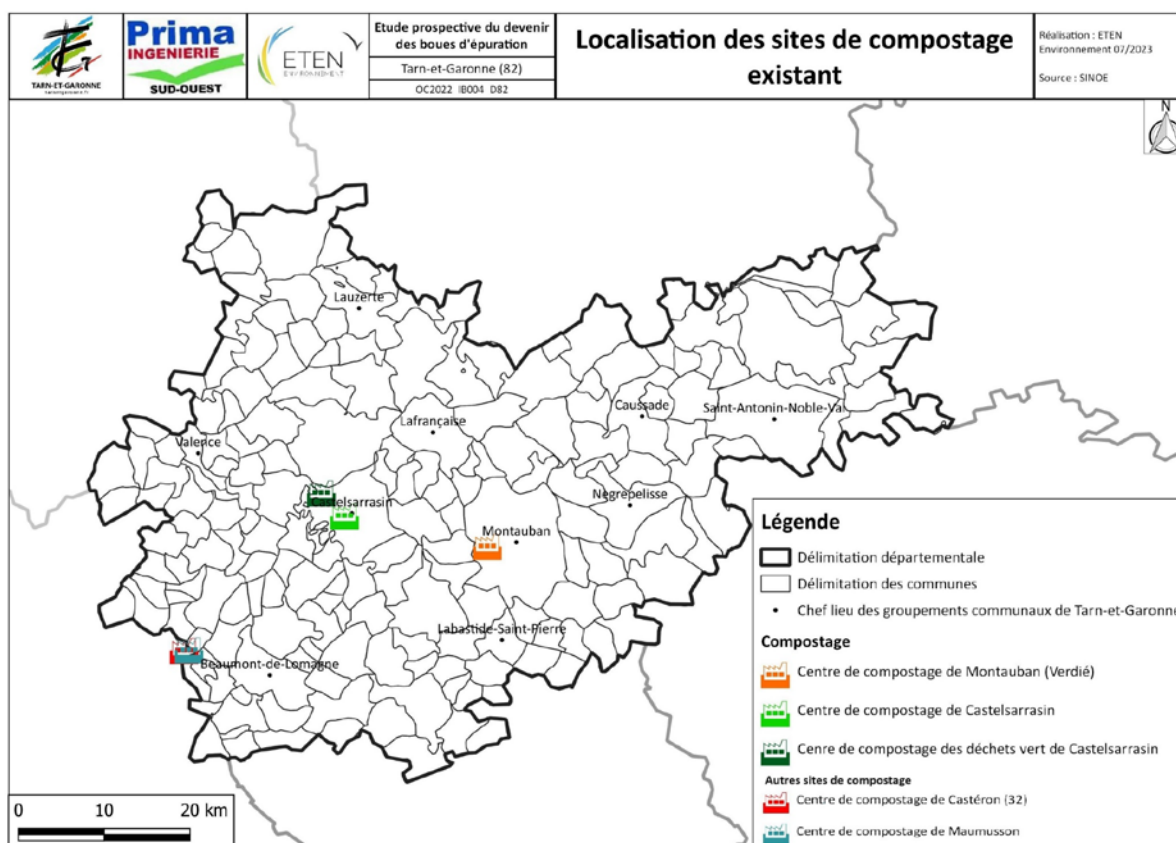 TARN-ET-GARONNE
Prima
INGENIERIE
SUD-OUEST
ETEN
ENVIRONNEMENT
Etude prospective du devenir
des boues d'épuration
Tarn-et-Garonne (82)
OC2022_IB004_D82
Localisation des sites de compostage
existant
Réalisation : ETEN
Environnement 07/2023
Source : SINOE
N
Lauzerte
Caussade
Saint-Antonin-Noble-Val
Lafrançaise
Valence
Castelsarrasin
Nègrepelisse
Montauban
Labastide-Saint-Pierre
Beaumont-de-Lomagne
Légende
Délimitation départementale
Délimitation des communes
Chef lieu des groupements communaux de Tarn-et-Garonne
Compostage
Centre de compostage de Montauban (Verdié)
Centre de compostage de Castelsarrasin
Cenre de compostage des déchets vert de Castelsarrasin
Autres sites de compostage
Centre de compostage de Castéron (32)
Centre de compostage de Maumusson
0 10 20 km